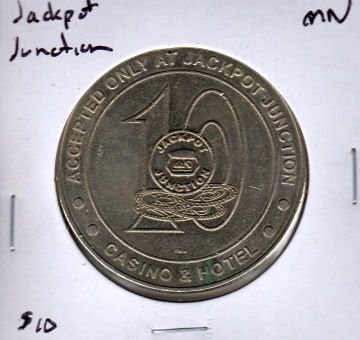 Jackpot
Junction
MN
ACCEPTED ONLY AT JACKPOT JUNCTION
10
JACKPOT
JUNCTION
CASINO & HOTEL
$10